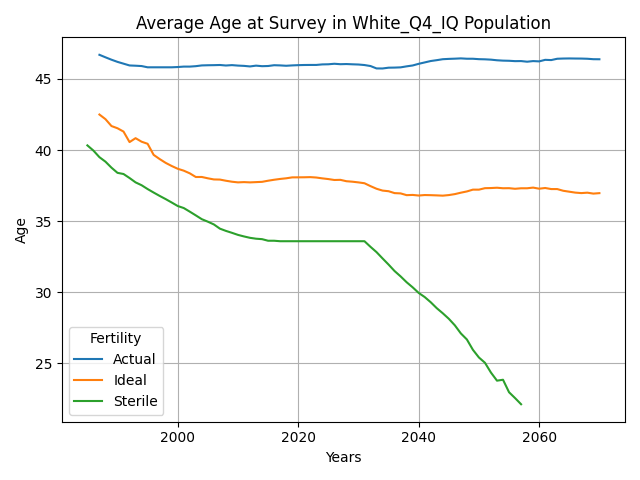 Average Age at Survey in White_Q4_IQ Population
Age
45
40
35
30
25
Fertility
Actual
Ideal
Sterile
2000 2020 2040 2060
Years